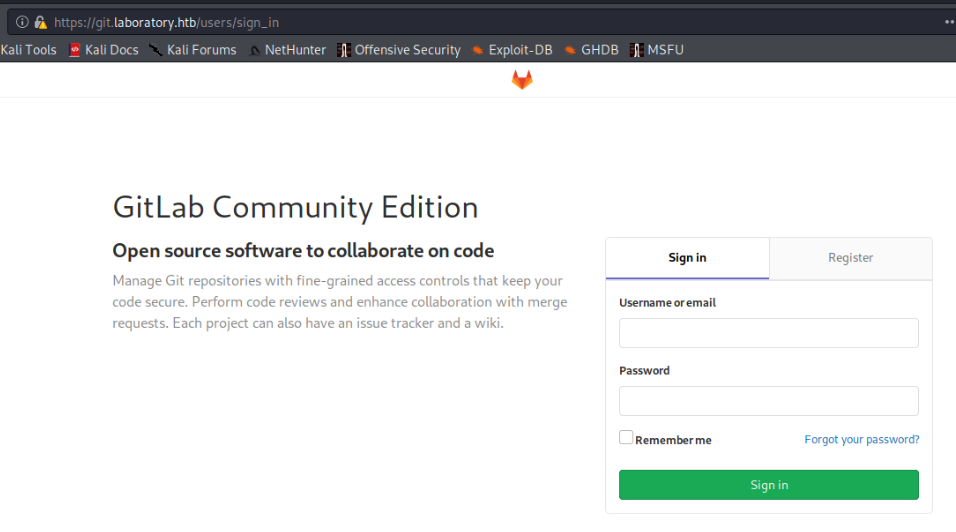 https://git.laboratory.htb/users/sign_in
Kali Tools Kali Docs Kali Forums NetHunter Offensive Security Exploit-DB GHDB MSFU
GitLab Community Edition
Open source software to collaborate on code
Manage Git repositories with fine-grained access controls that keep your
code secure. Perform code reviews and enhance collaboration with merge
requests. Each project can also have an issue tracker and a wiki.
Sign in Register
Username or email
Password
Remember me Forgot your password?
Sign in